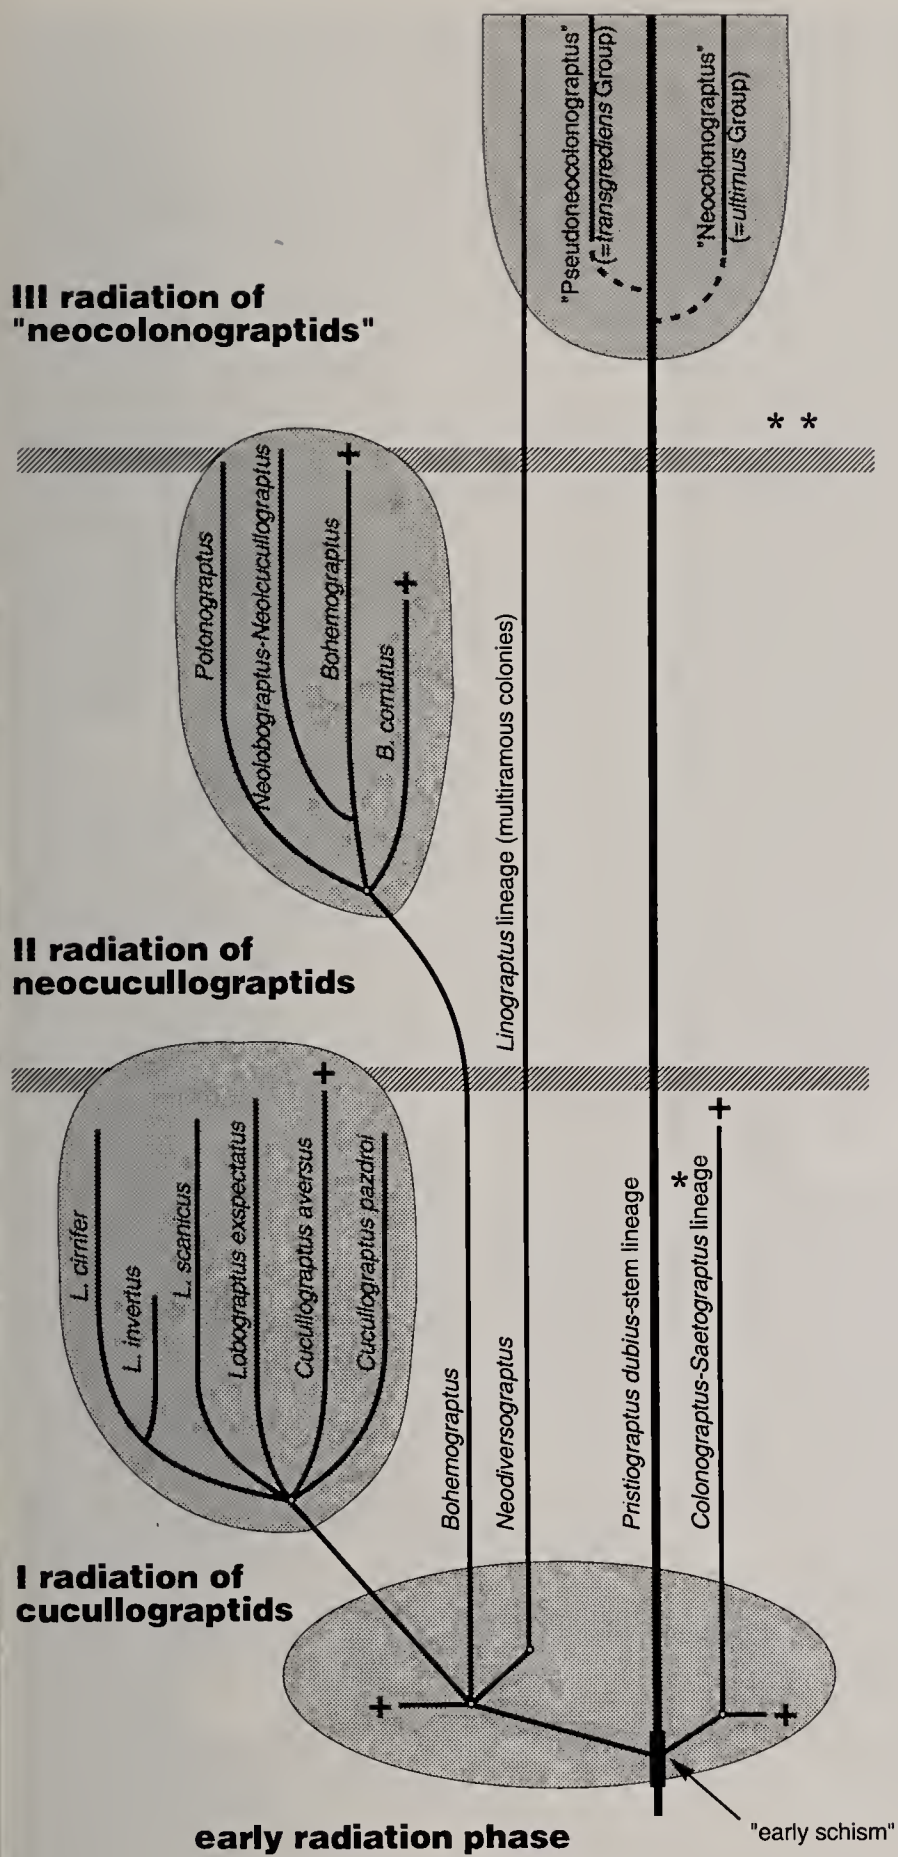 "Pseudoneocolonograptus"
(=transgrediens Group)
"Neocolonograptus"
(=ultimus Group)
III radiation of
"neocolonograptids"
* *
Polonograptus
Neolobograptus-Neolcucullograptus
Bohemograptus
+
B. cornutus
+
Linograptus lineage (multiramous colonies)
II radiation of
neocucullograptids
L. cirrifer
L. invertus
L. scanicus
Lobograptus exspectatus
Cucullograptus aversus
+
Cucullograptus pazdroi
Bohemograptus
Neodiversograptus
Pristiograptus dubius-stem lineage
*
Colonograptus-Saetograptus lineage
+
I radiation of
cucullograptids
+
+
"early schism"
early radiation phase